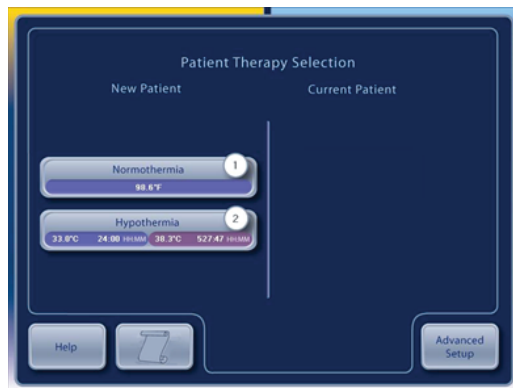 Patient Therapy Selection
New Patient
Current Patient
Normothermia
1
98.6°F
Hypothermia
2
33.0°C 24:00 HH:MM 38.3°C 527:47 HH:MM
Help
Advanced
Setup